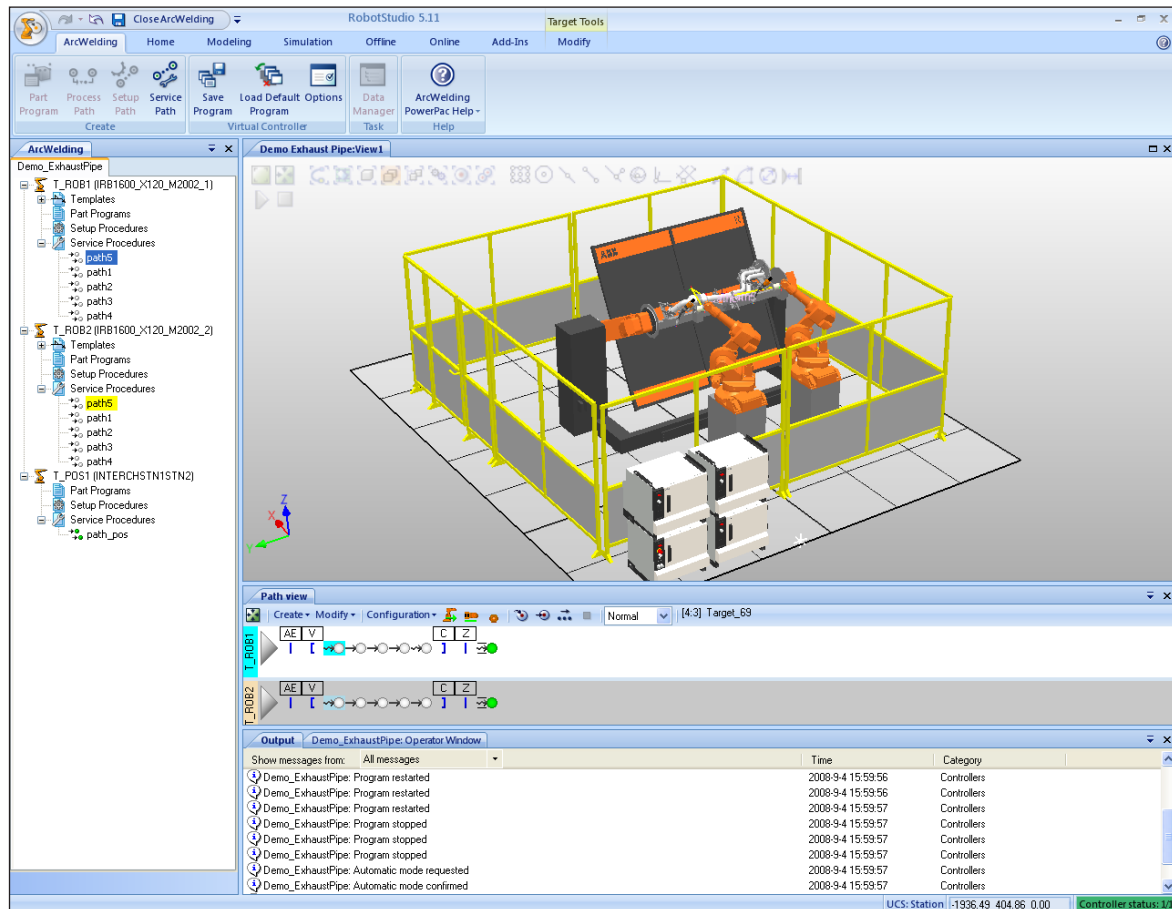 CloseArcWelding
RobotStudio 5.11
Target Tools
ArcWelding Home Modeling Simulation Offline Online Add-Ins Modify
Part Program
Process Path
Setup Path
Service Path
Save Program
Load Default Program
Options
Data Manager
ArcWelding PowerPac Help
Create Virtual Controller Task Help
ArcWelding
Demo_ExhaustPipe
T_ROB1 (IRB1600_X120_M2002_1)
Templates
Part Programs
Setup Procedures
Service Procedures
path5
path1
path2
path3
path4
T_ROB2 (IRB1600_X120_M2002_2)
Templates
Part Programs
Setup Procedures
Service Procedures
path5
path1
path2
path3
path4
T_POS1 (INTERCHSTN1STN2)
Part Programs
Setup Procedures
Service Procedures
path_pos
Demo Exhaust Pipe:View1
ABB
Z
X
Y
Path view
Create Modify Configuration Normal [4:3] Target_69
T_ROB1
AE V C Z
T_ROB2
AE V C Z
Output Demo_ExhaustPipe: Operator Window
Show messages from: All messages Time Category
Demo_ExhaustPipe: Program restarted 2008-9-4 15:59:56 Controllers
Demo_ExhaustPipe: Program restarted 2008-9-4 15:59:56 Controllers
Demo_ExhaustPipe: Program restarted 2008-9-4 15:59:57 Controllers
Demo_ExhaustPipe: Program stopped 2008-9-4 15:59:57 Controllers
Demo_ExhaustPipe: Program stopped 2008-9-4 15:59:57 Controllers
Demo_ExhaustPipe: Program stopped 2008-9-4 15:59:57 Controllers
Demo_ExhaustPipe: Automatic mode requested 2008-9-4 15:59:57 Controllers
Demo_ExhaustPipe: Automatic mode confirmed 2008-9-4 15:59:57 Controllers
UCS: Station -1936.49 404.86 0.00 Controller status: 1/1